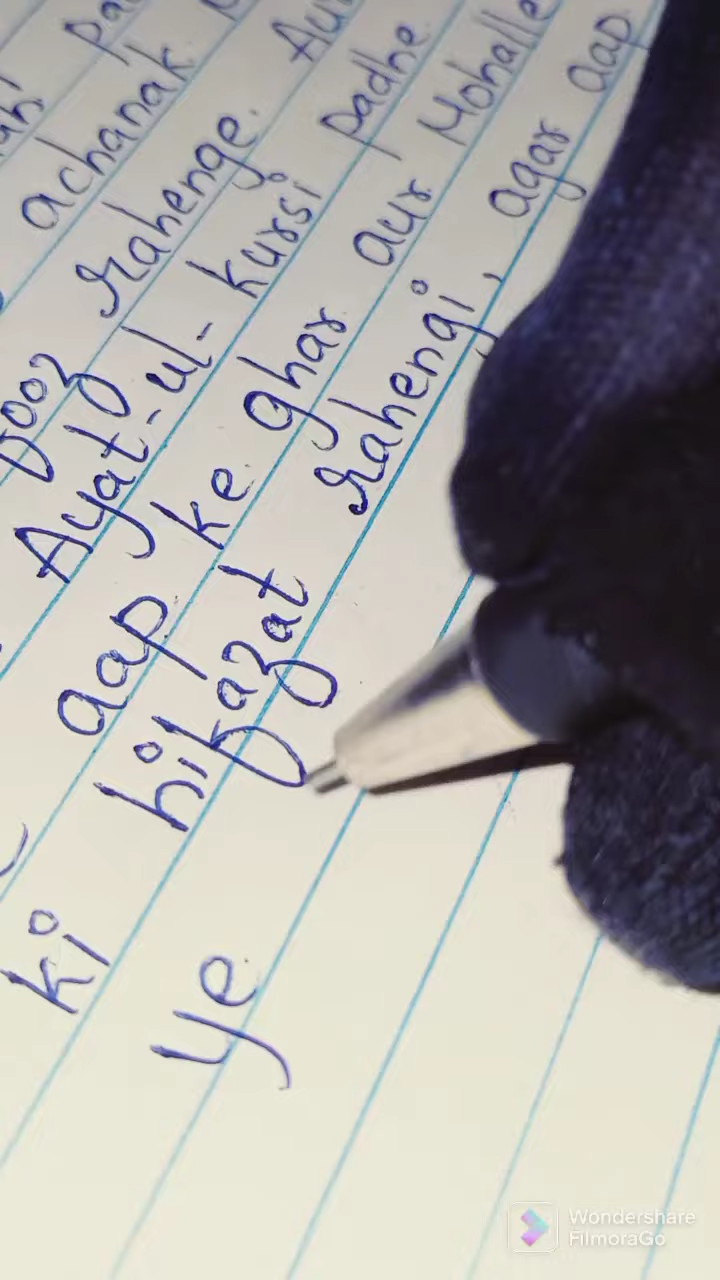 achanak
Dooz rahenge. Aur
Ayat-ul-kursi padhe
aap ke ghar aur Mohalle
ki hifazat rahengi, agar aap
ye
Wondershare
FilmoraGo